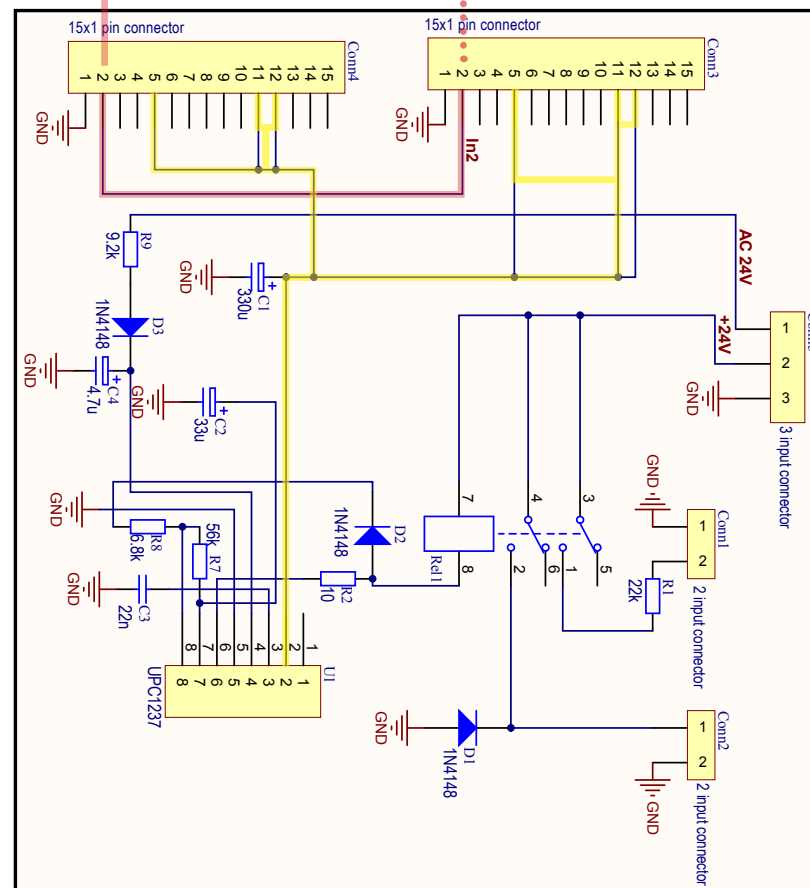 15x1 pin connector
15x1 pin connector
Conn4
Conn3
1 2 3 4 5 6 7 8 9 10 11 12 13 14 15
1 2 3 4 5 6 7 8 9 10 11 12 13 14 15
GND
GND
In2
R9
9.2k
AC 24V
GND
C1
330u
+24V
D3
1N4148
1
2
3
3 input connector
GND
C4
4.7u
GND
C2
33u
GND
GND
GND
4
3
7
Conn1
1
2
2 input connector
R8
6.8k
56k
R7
D2
1N4148
Rel1
8
2
6
1
5
R1
22k
GND
C3
22n
R2
10
8 7 6 5 4 3 2 1
8 7 6 5 4 3 2 1
U1
UPC1237
GND
D1
1N4148
Conn2
1
2
2 input connector
GND